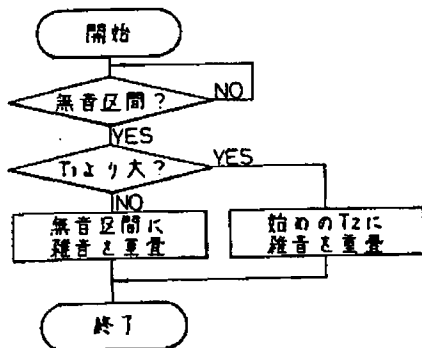 開始
無音区間?
NO
YES
T1より大?
YES
NO
無音区間に
雑音を重畳
始めのT2に
雑音を重畳
終了